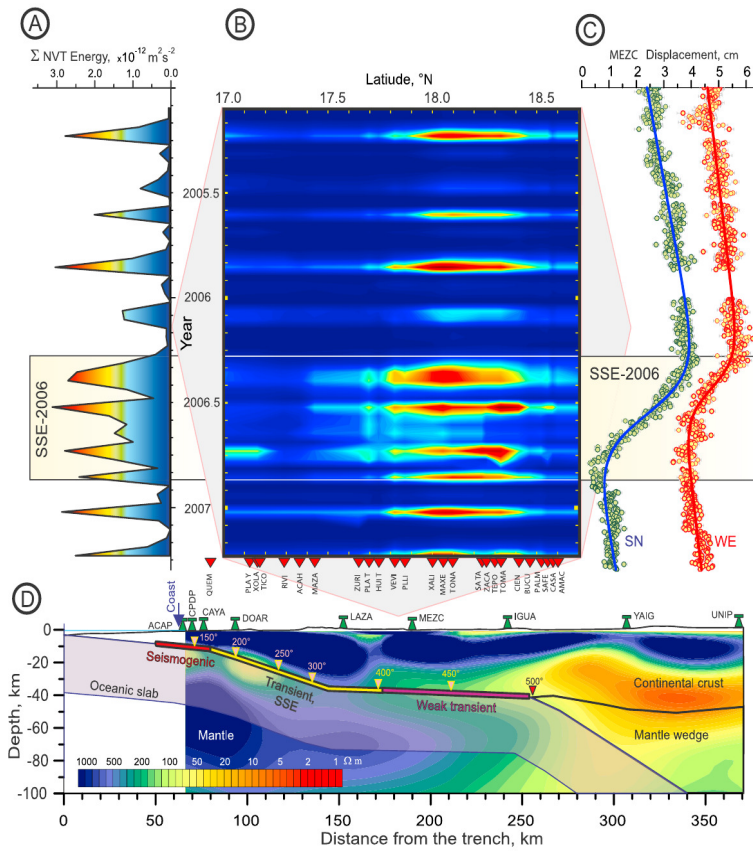 A
B
C
Σ NVT Energy, x10⁻¹² m² s⁻²
3.0 2.0 1.0 0.0
Latiude, °N
17.0 17.5 18.0 18.5
MEZC Displacement, cm
0 1 2 3 4 5 6
2005.5
2006
Year
2006.5
2007
SSE-2006
SSE-2006
SN
WE
QUEM
PLAY
XOLA
TICO
RIVI
ACAH
MAZA
ZURI
PLAT
HUIT
VEVI
PLLI
XALI
MAXE
TONA
SATA
ZACA
TEPO
TOMA
CIEN
BUCU
PALM
SAFE
CASA
AMAC
D
Coast
ACAP
CPDP
CAYA
DOAR
LAZA
MEZC
IGUA
YAIG
UNIP
0
-20
-40
-60
-80
-100
Depth, km
150° 200° 250° 300° 400° 450° 500°
Seismogenic
Transient, SSE
Weak transient
Oceanic slab
Continental crust
Mantle
Mantle wedge
1000 500 200 100 50 20 10 5 2 1 Ω m
0 50 100 150 200 250 300 350
Distance from the trench, km